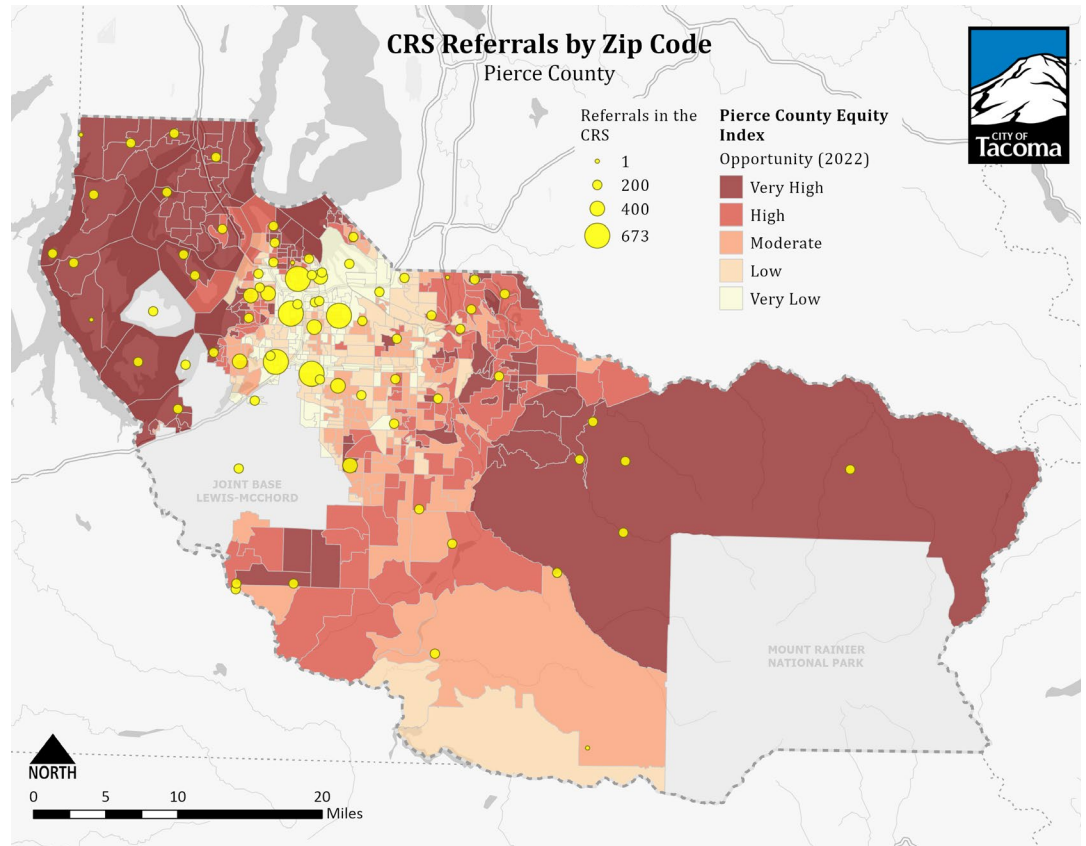 CRS Referrals by Zip Code
Pierce County
CITY OF
Tacoma
Referrals in the
CRS
1
200
400
673
Pierce County Equity
Index
Opportunity (2022)
Very High
High
Moderate
Low
Very Low
JOINT BASE
LEWIS-MCCHORD
MOUNT RAINIER
NATIONAL PARK
NORTH
0 5 10 20
Miles